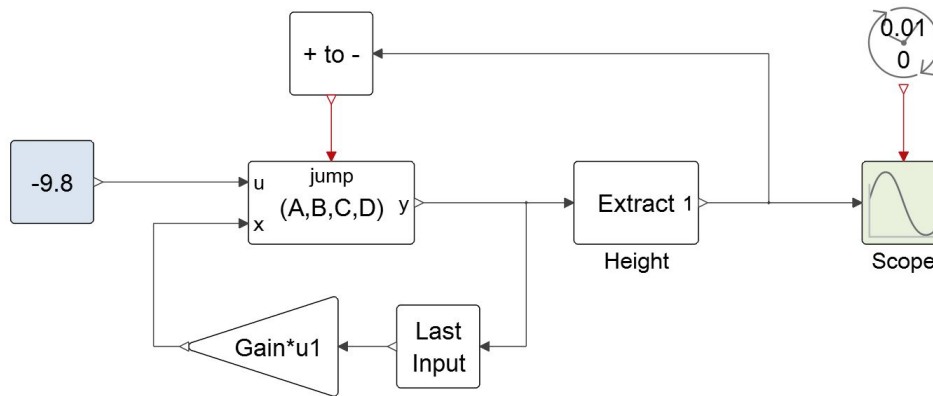 + to -
0.01
0
-9.8
jump
u
(A,B,C,D)
y
x
Extract 1
Height
Scope
Gain*u1
Last
Input